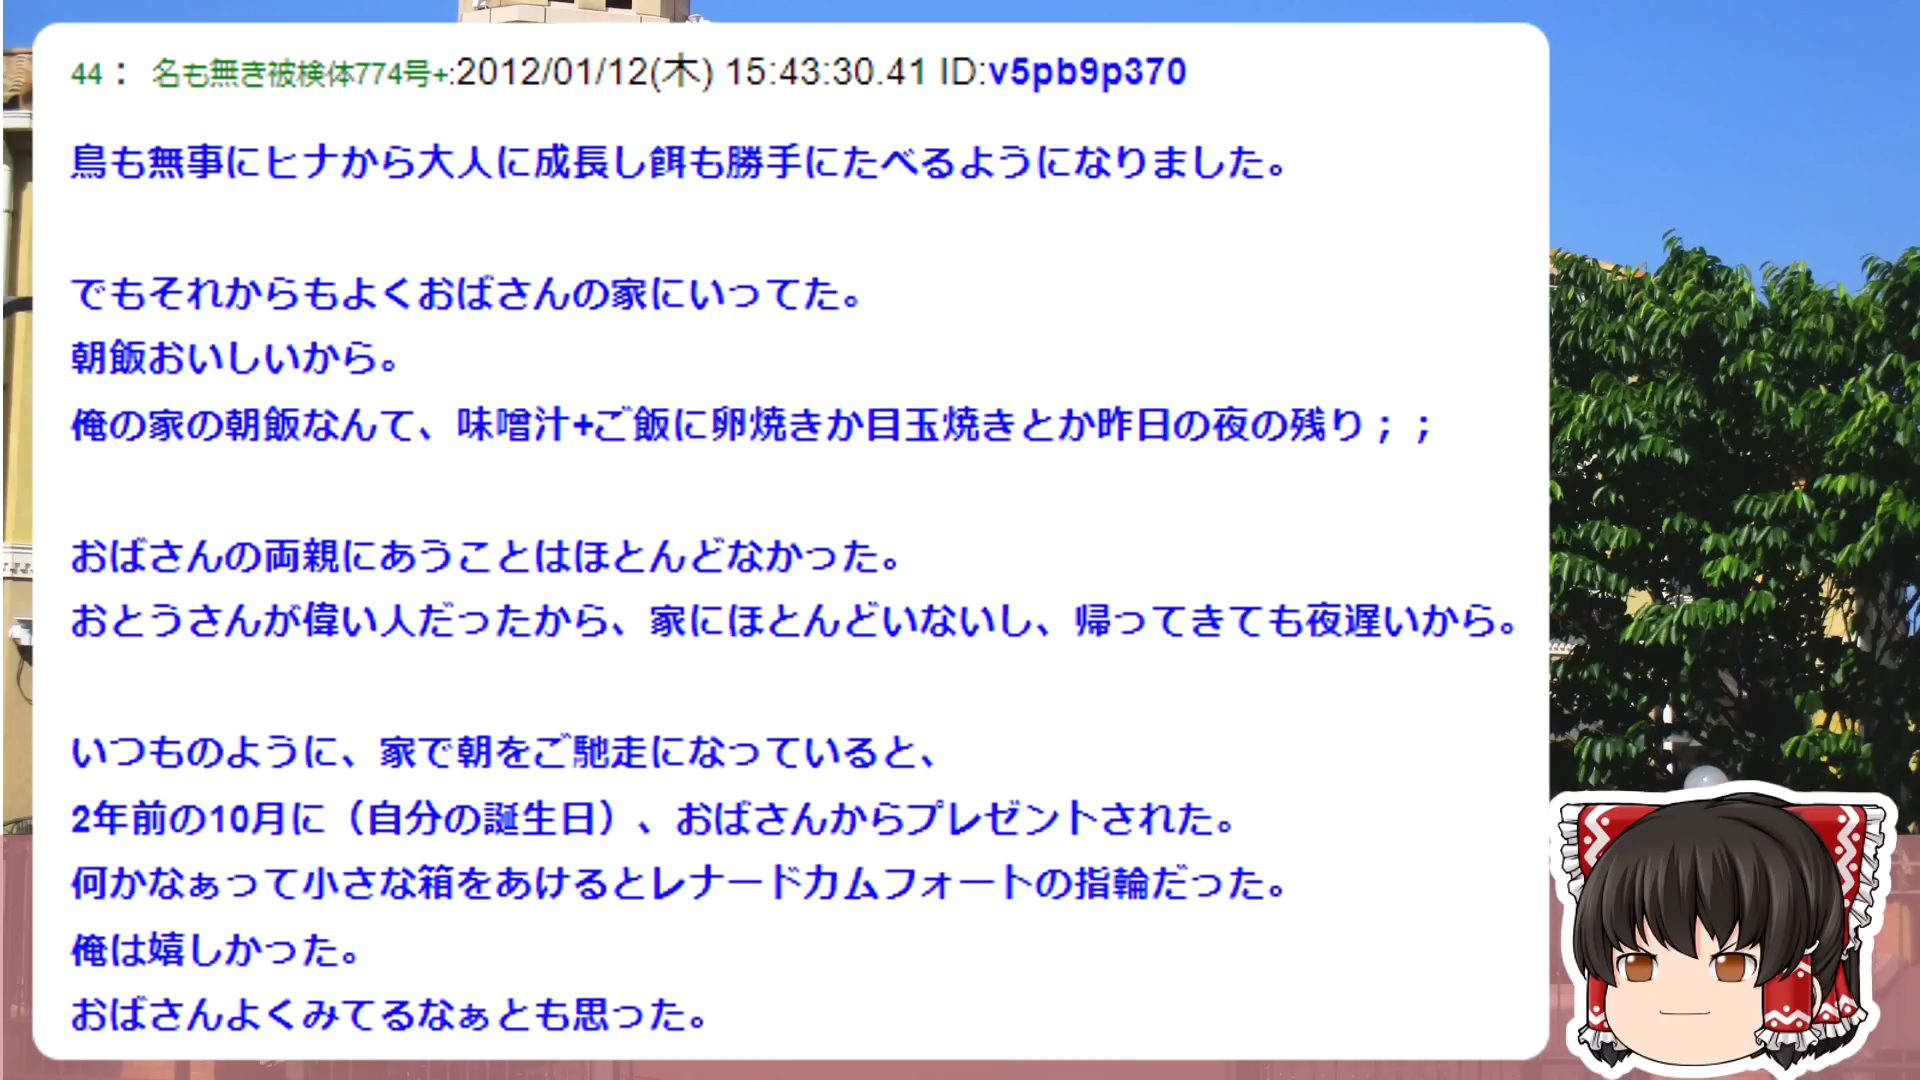 44： 名も無き被検体774号+:2012/01/12(木) 15:43:30.41 ID:v5pb9p370
鳥も無事にヒナから大人に成長し餌も勝手にたべるようになりました。
でもそれからもよくおばさんの家にいってた。
朝飯おいしいから。
俺の家の朝飯なんて、味噌汁+ご飯に卵焼きか目玉焼きとか昨日の夜の残り；；
おばさんの両親にあうことはほとんどなかった。
おとうさんが偉い人だったから、家にほとんどいないし、帰ってきても夜遅いから。
いつものように、家で朝をご馳走になっていると、
2年前の10月に（自分の誕生日）、おばさんからプレゼントされた。
何かなぁって小さな箱をあけるとレナードカムフォートの指輪だった。
俺は嬉しかった。
おばさんよくみてるなぁとも思った。